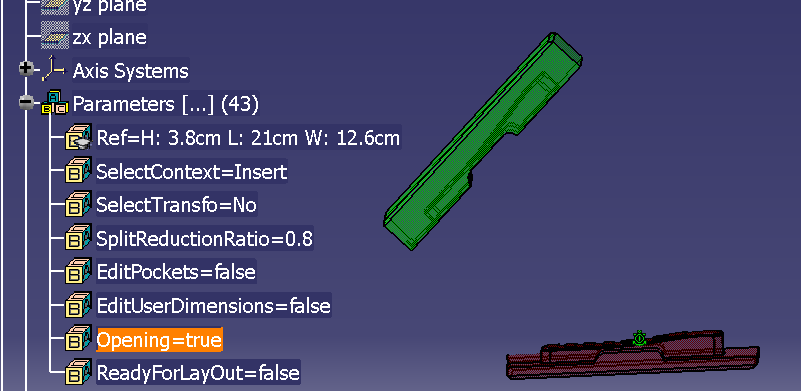 yz plane
zx plane
Axis Systems
Parameters [...] (43)
Ref=H: 3.8cm L: 21cm W: 12.6cm
SelectContext=Insert
SelectTransfo=No
SplitReductionRatio=0.8
EditPockets=false
EditUserDimensions=false
Opening=true
ReadyForLayOut=false